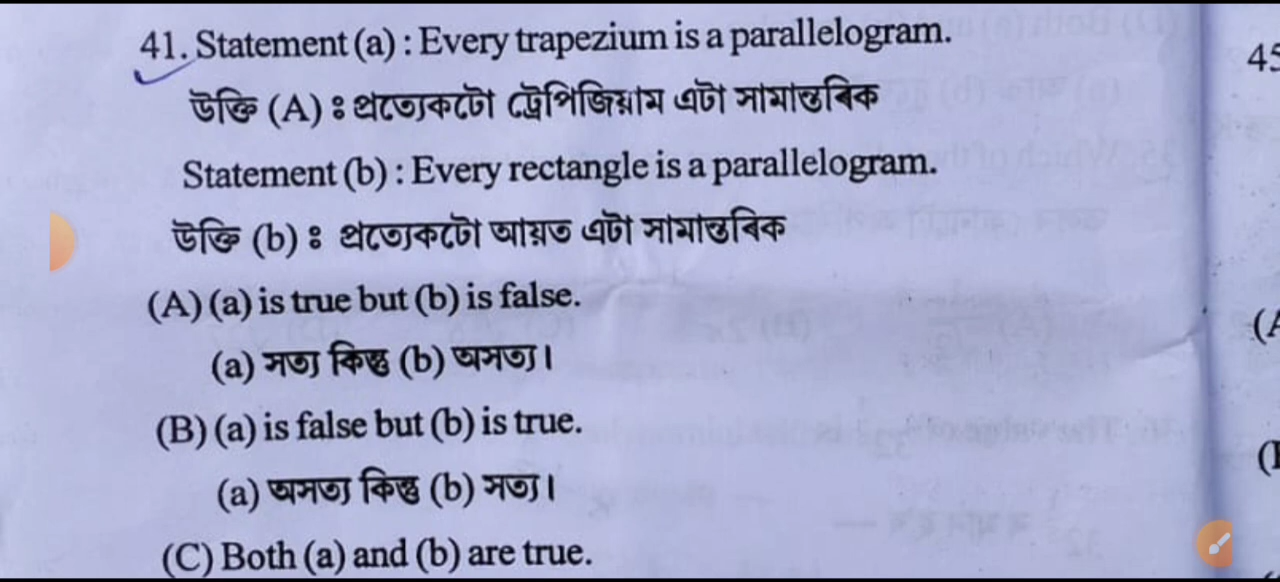 41. Statement (a) : Every trapezium is a parallelogram.
উক্তি (A) ঃ প্ৰত্যেকটো ট্ৰেপিজিয়াম এটা সামান্তৰিক
Statement (b) : Every rectangle is a parallelogram.
উক্তি (b) ঃ প্ৰত্যেকটো আয়ত এটা সামান্তৰিক
(A) (a) is true but (b) is false.
(a) সত্য কিন্তু (b) অসত্য।
(B) (a) is false but (b) is true.
(a) অসত্য কিন্তু (b) সত্য।
(C) Both (a) and (b) are true.